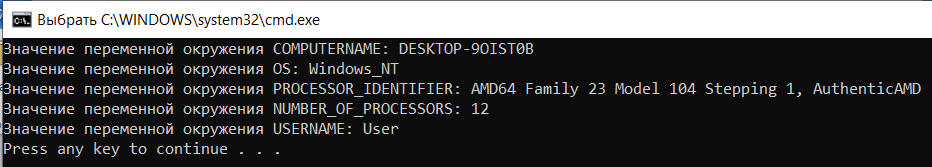 Выбрать C:\WINDOWS\system32\cmd.exe
Значение переменной окружения COMPUTERNAME: DESKTOP-9OIST0B
Значение переменной окружения OS: Windows_NT
Значение переменной окружения PROCESSOR_IDENTIFIER: AMD64 Family 23 Model 104 Stepping 1, AuthenticAMD
Значение переменной окружения NUMBER_OF_PROCESSORS: 12
Значение переменной окружения USERNAME: User
Press any key to continue . . .